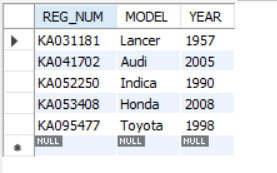 REG_NUM MODEL YEAR
KA031181 Lancer 1957
KA041702 Audi 2005
KA052250 Indica 1990
KA053408 Honda 2008
KA095477 Toyota 1998
NULL NULL NULL